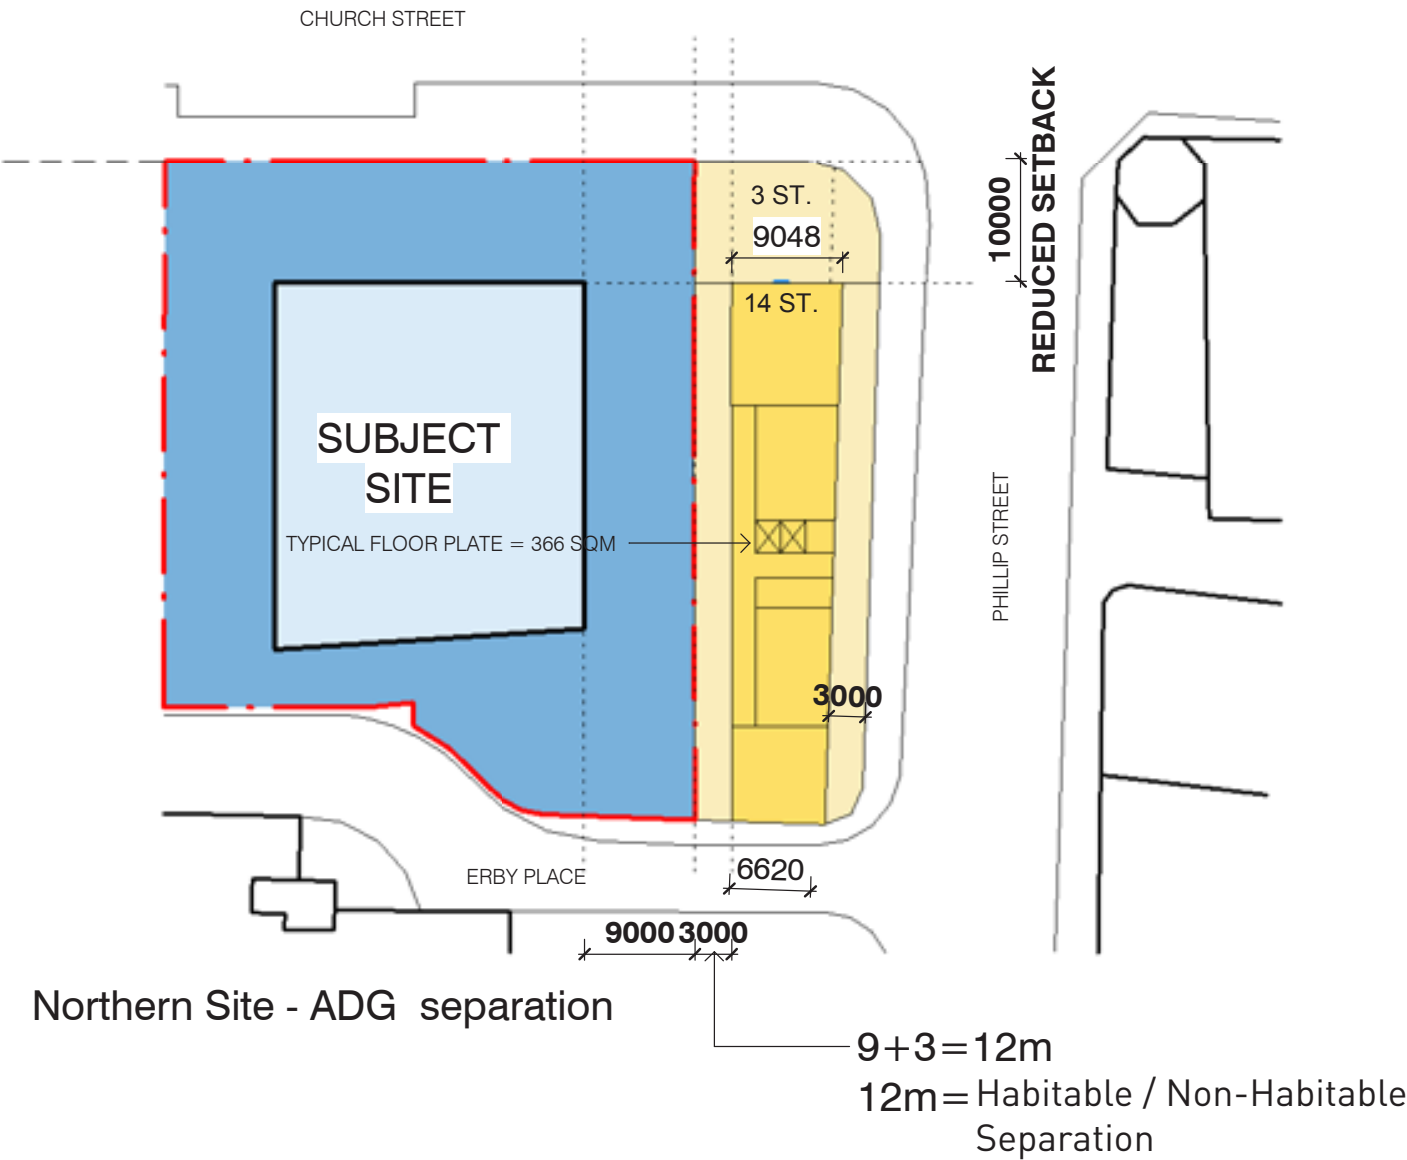 CHURCH STREET
3 ST.
9048
14 ST.
10000
REDUCED SETBACK
SUBJECT
SITE
TYPICAL FLOOR PLATE = 366 SQM
PHILLIP STREET
3000
6620
ERBY PLACE
9000 3000
Northern Site - ADG separation
9+3=12m
12m= Habitable / Non-Habitable
Separation